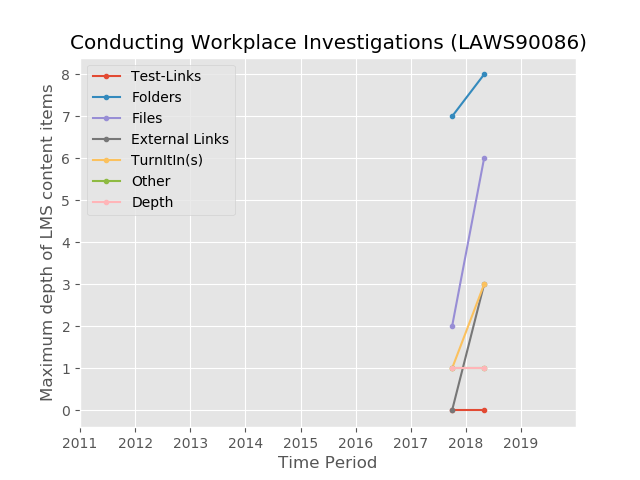 Conducting Workplace Investigations (LAWS90086)
Maximum depth of LMS content items
8
7
6
5
4
3
2
1
0
Test-Links
Folders
Files
External Links
TurnItIn(s)
Other
Depth
2011 2012 2013 2014 2015 2016 2017 2018 2019
Time Period